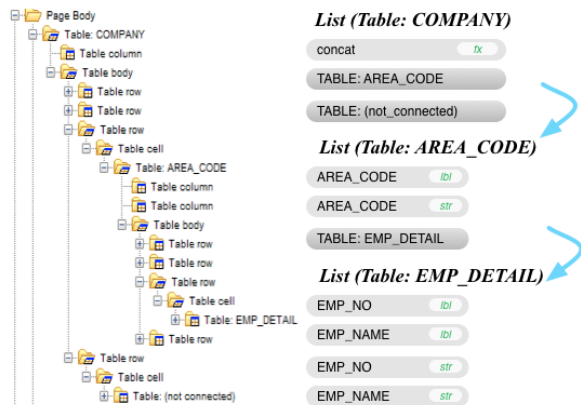 Page Body
Table: COMPANY
Table column
Table body
Table row
Table row
Table row
Table cell
Table: AREA_CODE
Table column
Table column
Table body
Table row
Table row
Table row
Table cell
Table: EMP_DETAIL
Table row
Table row
Table cell
Table: (not connected)
List (Table: COMPANY)
concat fx
TABLE: AREA_CODE
TABLE: (not_connected)
List (Table: AREA_CODE)
AREA_CODE lbl
AREA_CODE str
TABLE: EMP_DETAIL
List (Table: EMP_DETAIL)
EMP_NO lbl
EMP_NAME lbl
EMP_NO str
EMP_NAME str